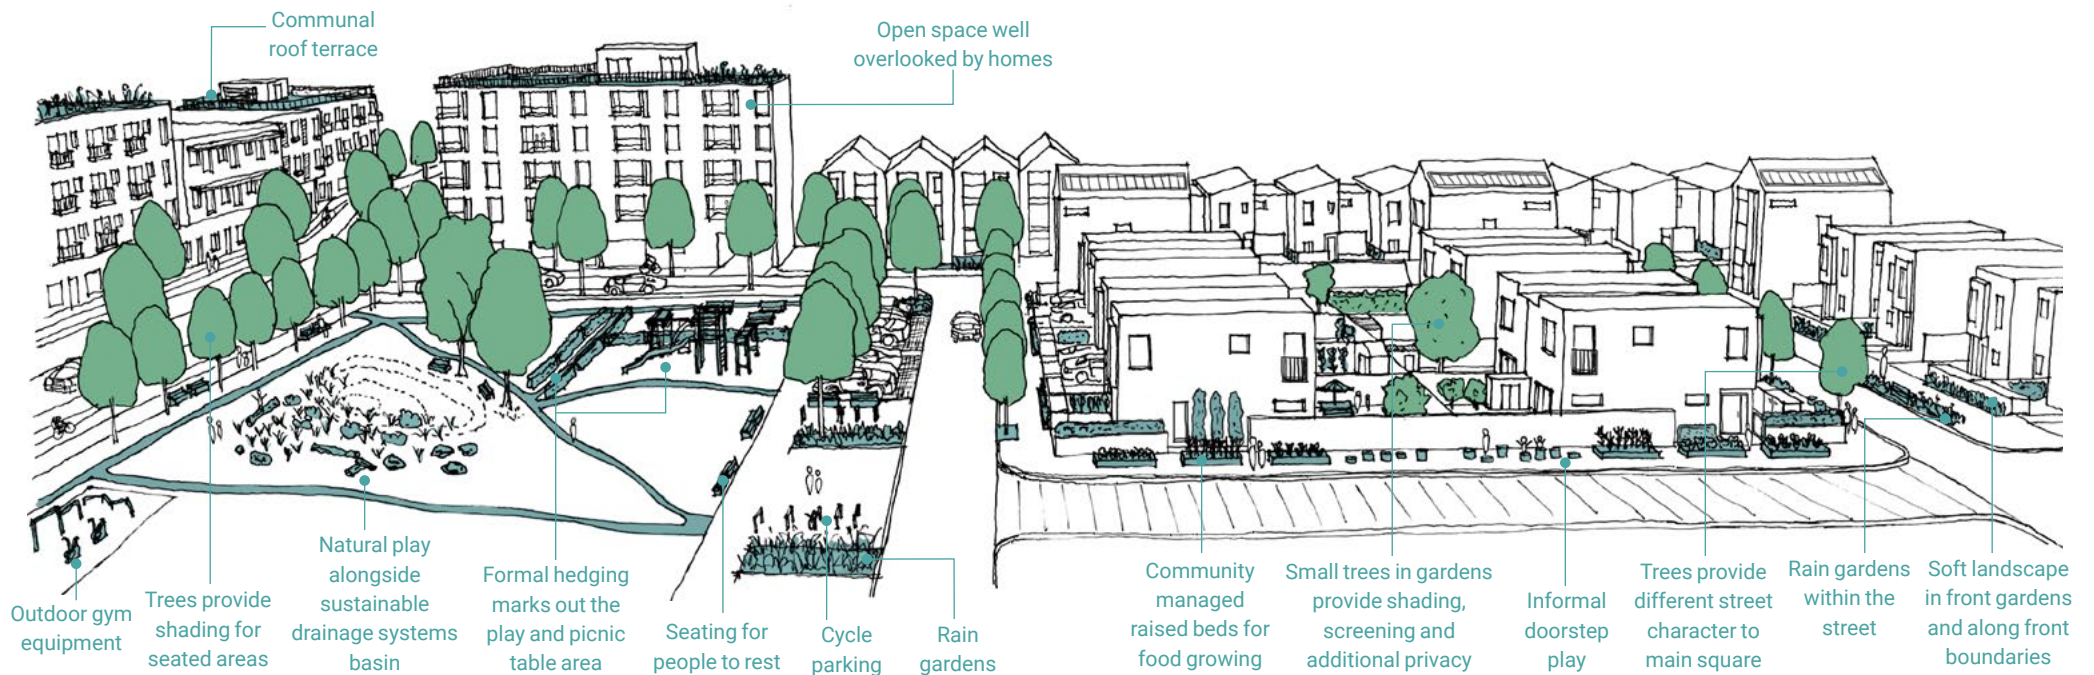 Communal
roof terrace
Open space well
overlooked by homes
Outdoor gym
equipment
Trees provide
shading for
seated areas
Natural play
alongside
sustainable
drainage systems
basin
Formal hedging
marks out the
play and picnic
table area
Seating for
people to rest
Cycle
parking
Rain
gardens
Community
managed
raised beds for
food growing
Small trees in gardens
provide shading,
screening and
additional privacy
Informal
doorstep
play
Trees provide
different street
character to
main square
Rain gardens
within the
street
Soft landscape
in front gardens
and along front
boundaries